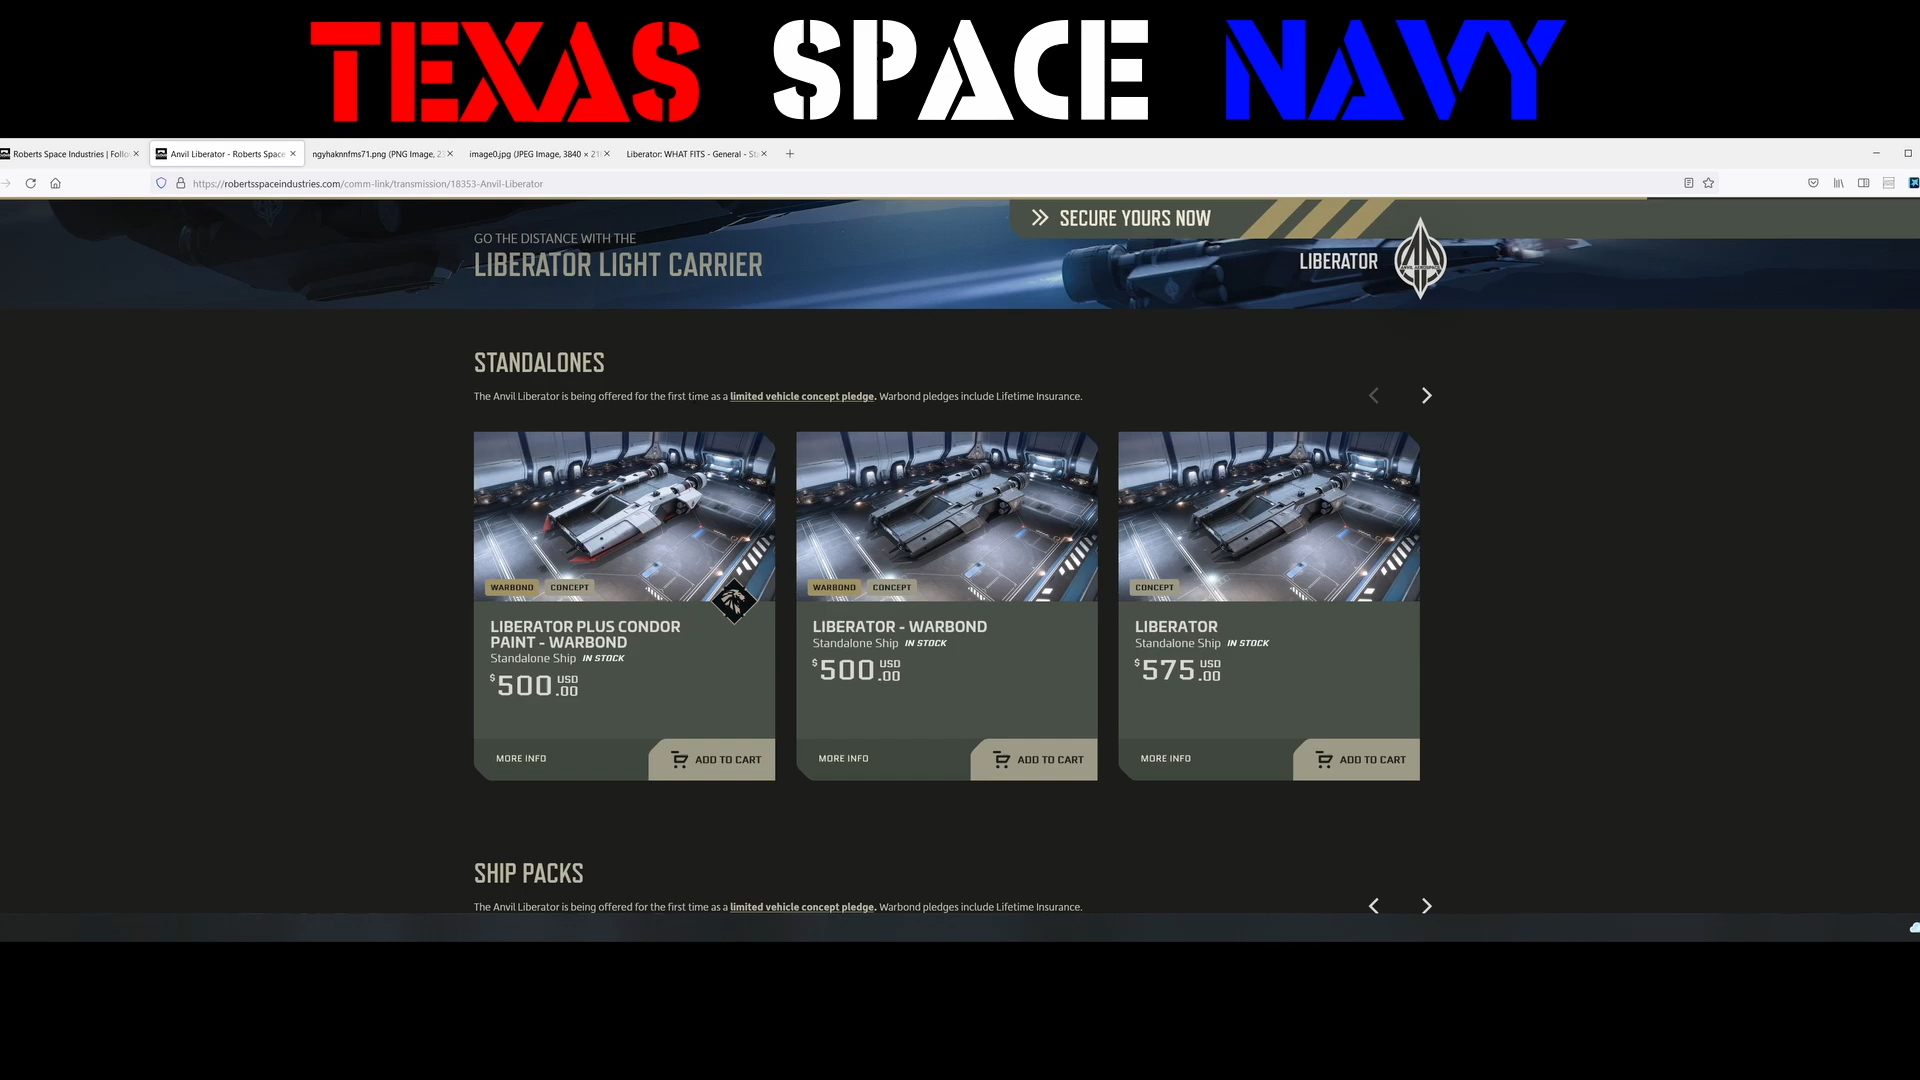 TEXAS SPACE NAVY
Roberts Space Industries | Follo
Anvil Liberator - Roberts Space
ngyhaknnfms71.png (PNG Image, 23
image0.jpg (JPEG Image, 3840 × 21
Liberator: WHAT FITS - General - St
https://robertsspaceindustries.com/comm-link/transmission/18353-Anvil-Liberator
SECURE YOURS NOW
GO THE DISTANCE WITH THE
LIBERATOR LIGHT CARRIER
LIBERATOR
ANVIL AEROSPACE
STANDALONES
The Anvil Liberator is being offered for the first time as a limited vehicle concept pledge. Warbond pledges include Lifetime Insurance.
WARBOND CONCEPT
LIBERATOR PLUS CONDOR
PAINT - WARBOND
Standalone Ship IN STOCK
$500.00 USD
MORE INFO
ADD TO CART
WARBOND CONCEPT
LIBERATOR - WARBOND
Standalone Ship IN STOCK
$500.00 USD
MORE INFO
ADD TO CART
CONCEPT
LIBERATOR
Standalone Ship IN STOCK
$575.00 USD
MORE INFO
ADD TO CART
SHIP PACKS
The Anvil Liberator is being offered for the first time as a limited vehicle concept pledge. Warbond pledges include Lifetime Insurance.